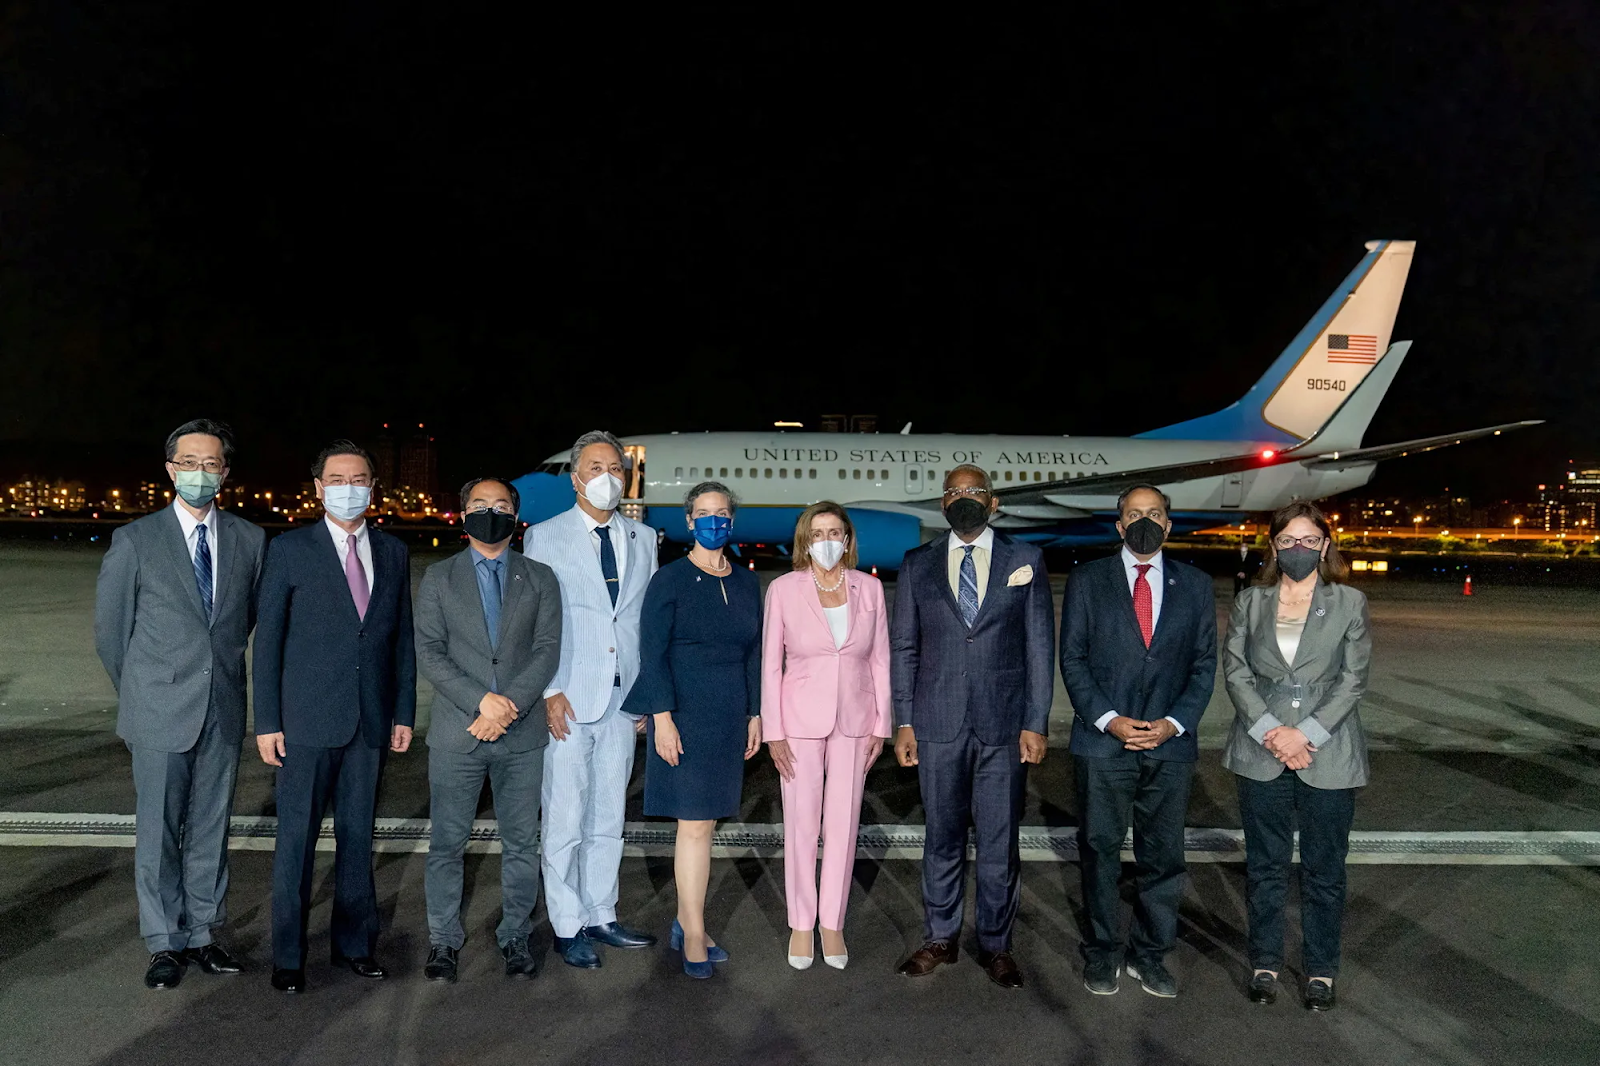 UNITED STATES OF AMERICA
90540